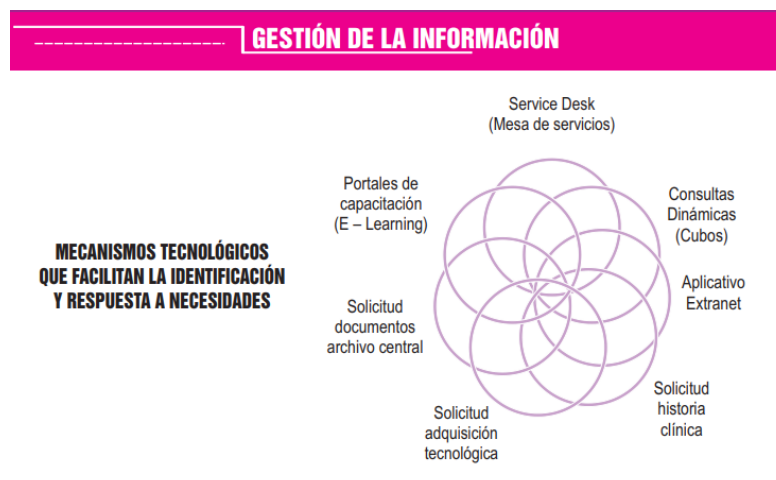 GESTIÓN DE LA INFORMACIÓN
MECANISMOS TECNOLÓGICOS
QUE FACILITAN LA IDENTIFICACIÓN
Y RESPUESTA A NECESIDADES
Service Desk
(Mesa de servicios)
Consultas
Dinámicas
(Cubos)
Aplicativo
Extranet
Solicitud
historia
clínica
Solicitud
adquisición
tecnológica
Solicitud
documentos
archivo central
Portales de
capacitación
(E – Learning)